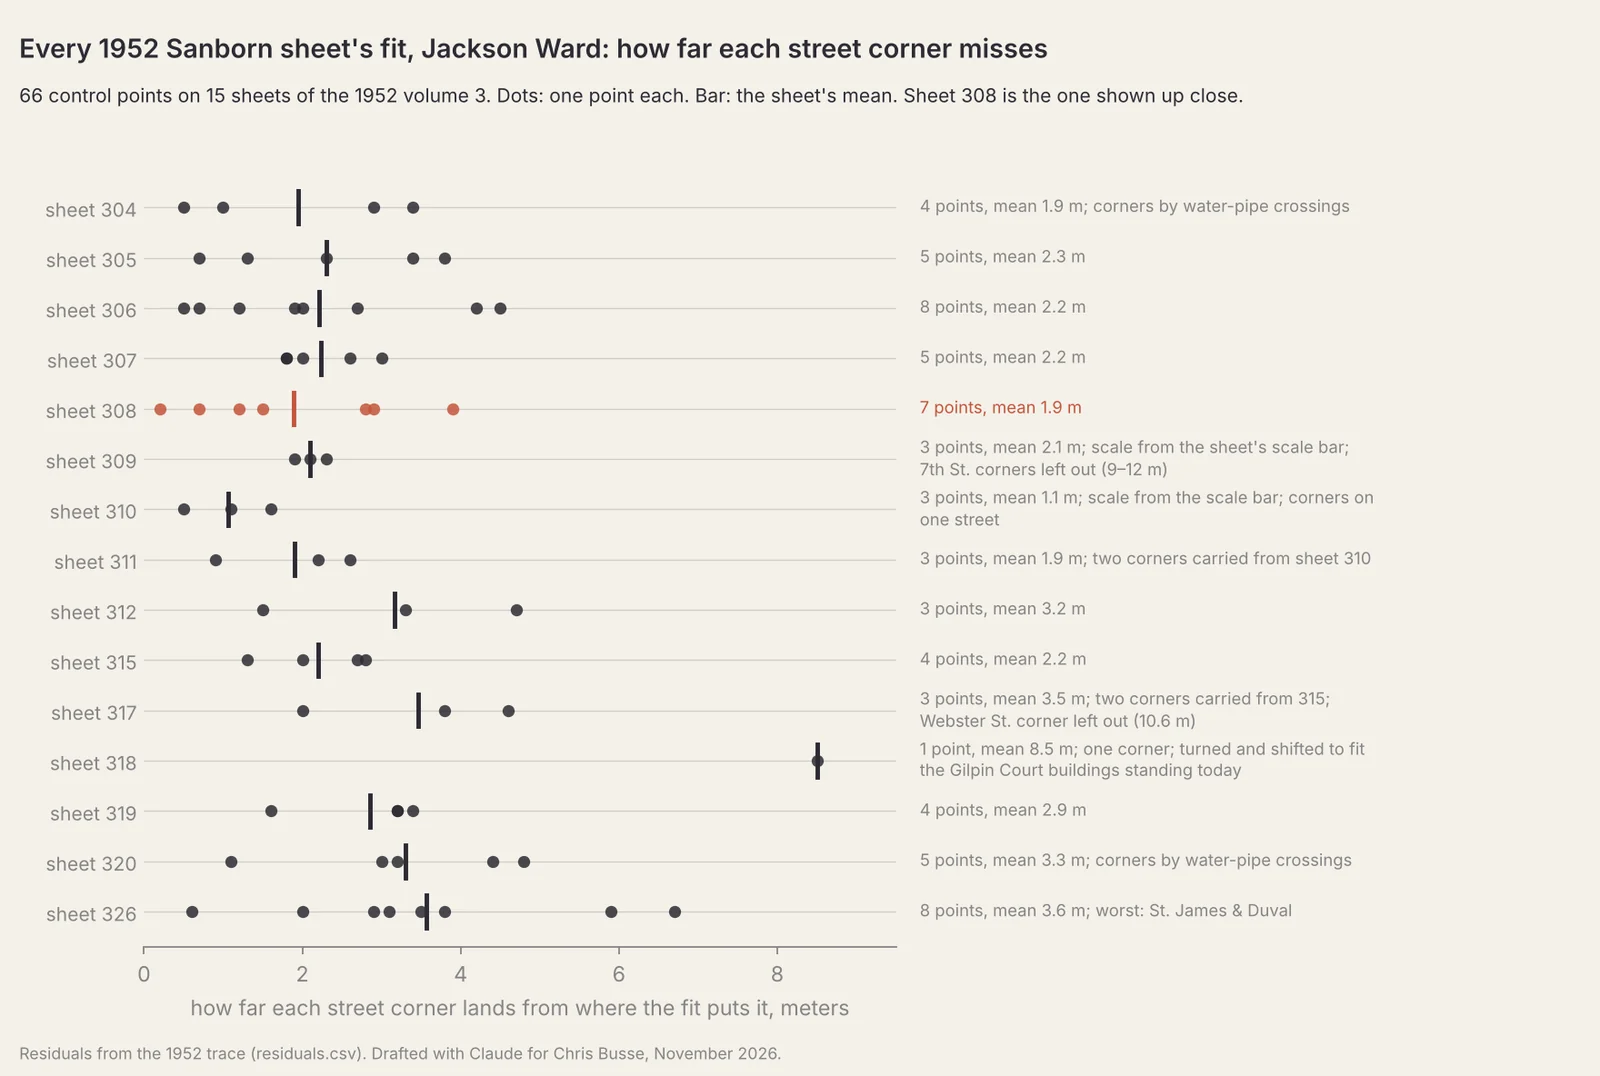 Every 1952 Sanborn sheet's fit, Jackson Ward: how far each street corner misses
66 control points on 15 sheets of the 1952 volume 3. Dots: one point each. Bar: the sheet's mean. Sheet 308 is the one shown up close.
sheet 304
4 points, mean 1.9 m; corners by water-pipe crossings
sheet 305
5 points, mean 2.3 m
sheet 306
8 points, mean 2.2 m
sheet 307
5 points, mean 2.2 m
sheet 308
7 points, mean 1.9 m
sheet 309
3 points, mean 2.1 m; scale from the sheet's scale bar;
7th St. corners left out (9–12 m)
sheet 310
3 points, mean 1.1 m; scale from the scale bar; corners on
one street
sheet 311
3 points, mean 1.9 m; two corners carried from sheet 310
sheet 312
3 points, mean 3.2 m
sheet 315
4 points, mean 2.2 m
sheet 317
3 points, mean 3.5 m; two corners carried from 315;
Webster St. corner left out (10.6 m)
sheet 318
1 point, mean 8.5 m; one corner; turned and shifted to fit
the Gilpin Court buildings standing today
sheet 319
4 points, mean 2.9 m
sheet 320
5 points, mean 3.3 m; corners by water-pipe crossings
sheet 326
8 points, mean 3.6 m; worst: St. James & Duval
0 2 4 6 8
how far each street corner lands from where the fit puts it, meters
Residuals from the 1952 trace (residuals.csv). Drafted with Claude for Chris Busse, November 2026.